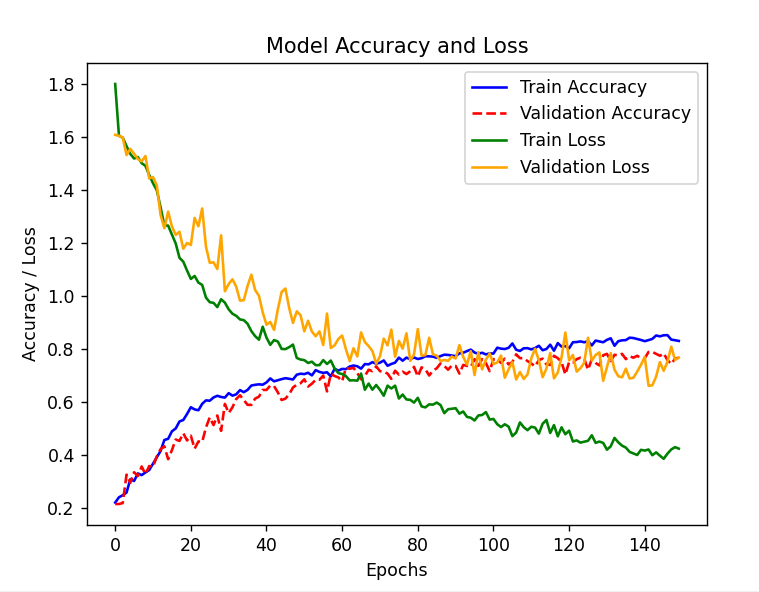 Model Accuracy and Loss
Train Accuracy
Validation Accuracy
Train Loss
Validation Loss
Accuracy / Loss
1.8
1.6
1.4
1.2
1.0
0.8
0.6
0.4
0.2
0 20 40 60 80 100 120 140
Epochs